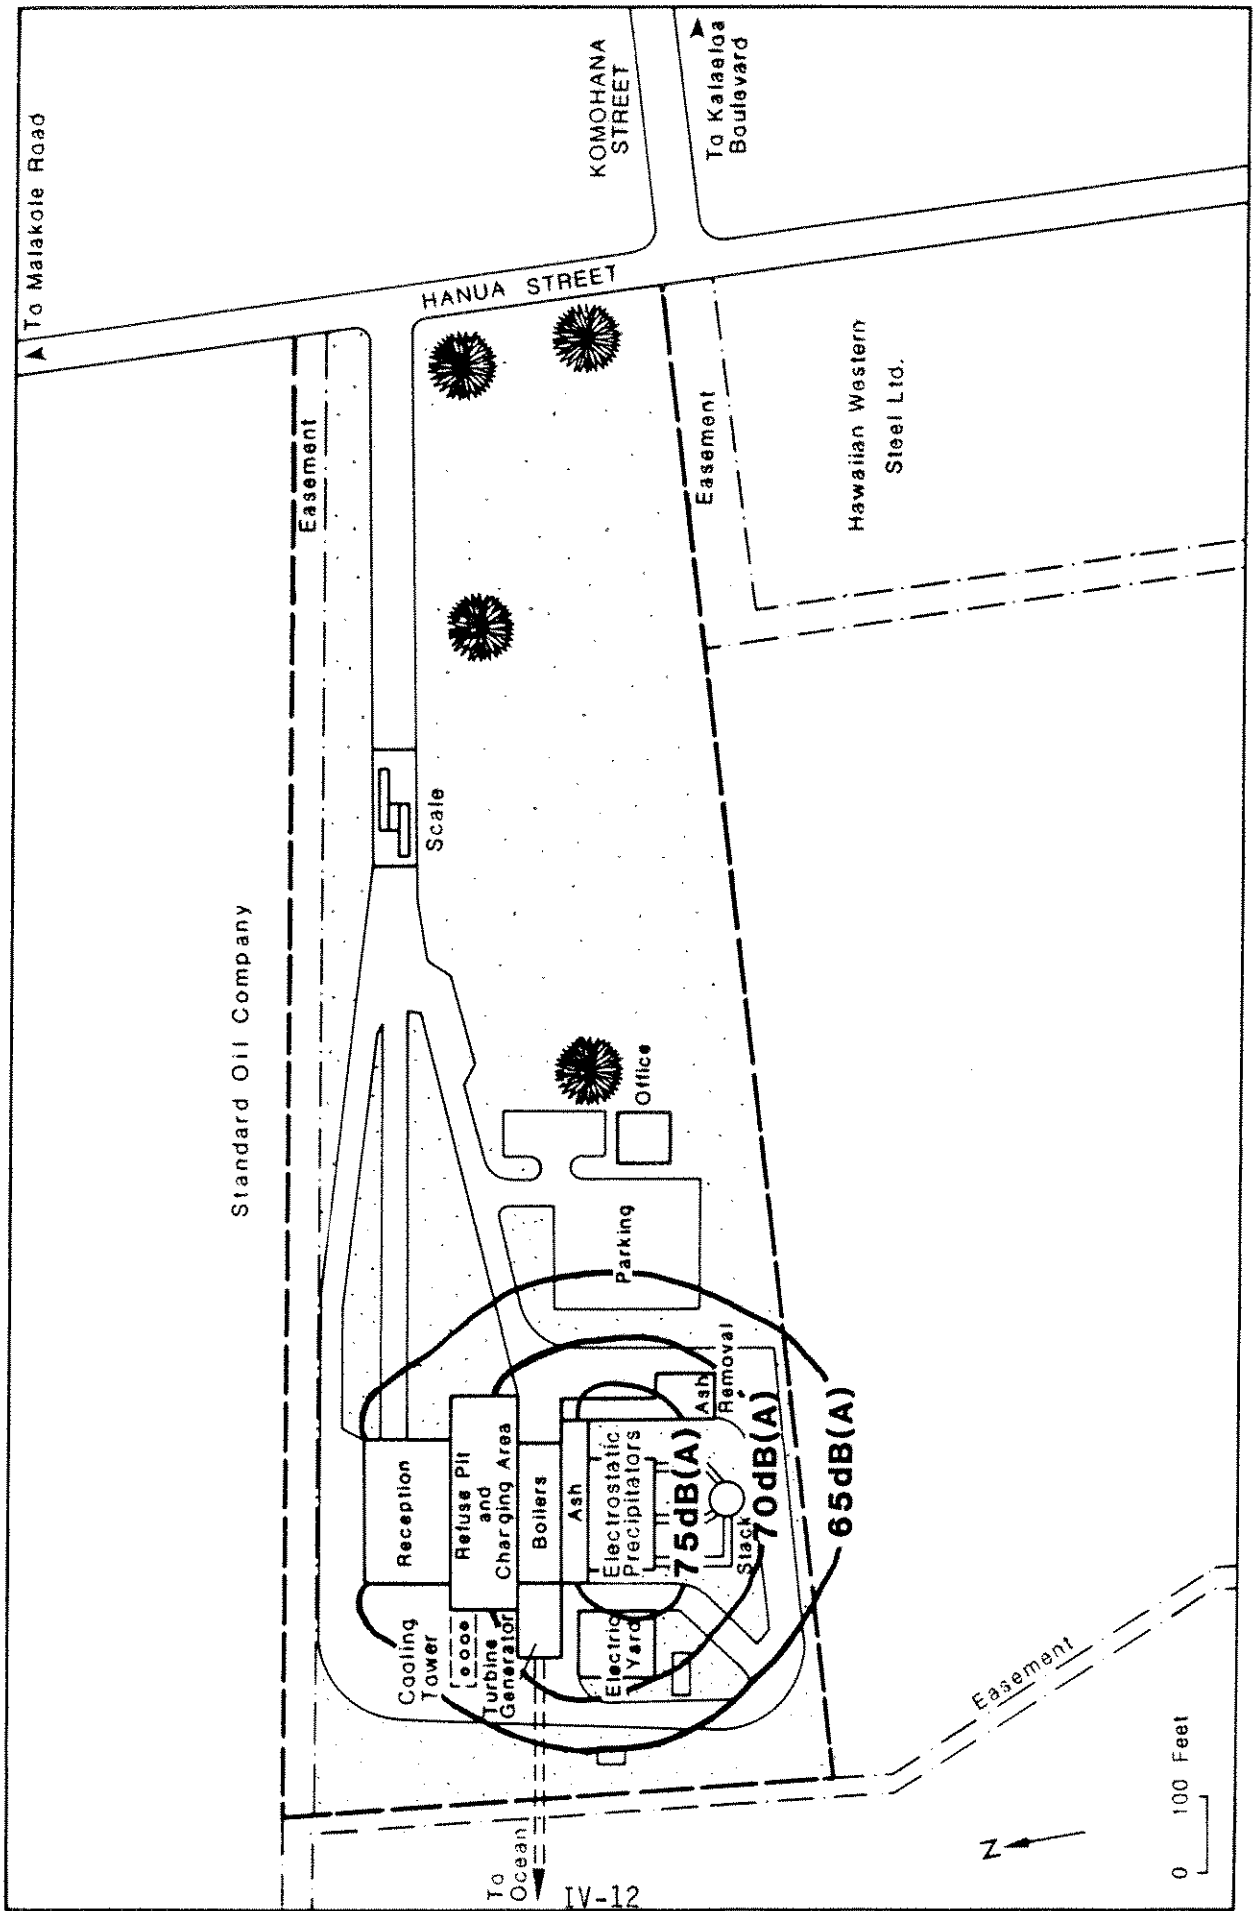 To Malakole Road
KOMOHANA
STREET
To Kalaeloa
Boulevard
HANUA STREET
Easement
Easement
Hawaiian Western
Steel Ltd.
Standard Oil Company
Scale
Office
Parking
Reception
Refuse Pit
and
Charging Area
Boilers
Ash
Electrostatic
Precipitators
Ash
Removal
75dB(A)
70dB(A)
65dB(A)
Stack
Cooling
Tower
Turbine
Generator
Electric
Yard
To
Ocean
Easement
N
0 100 Feet
IV-12